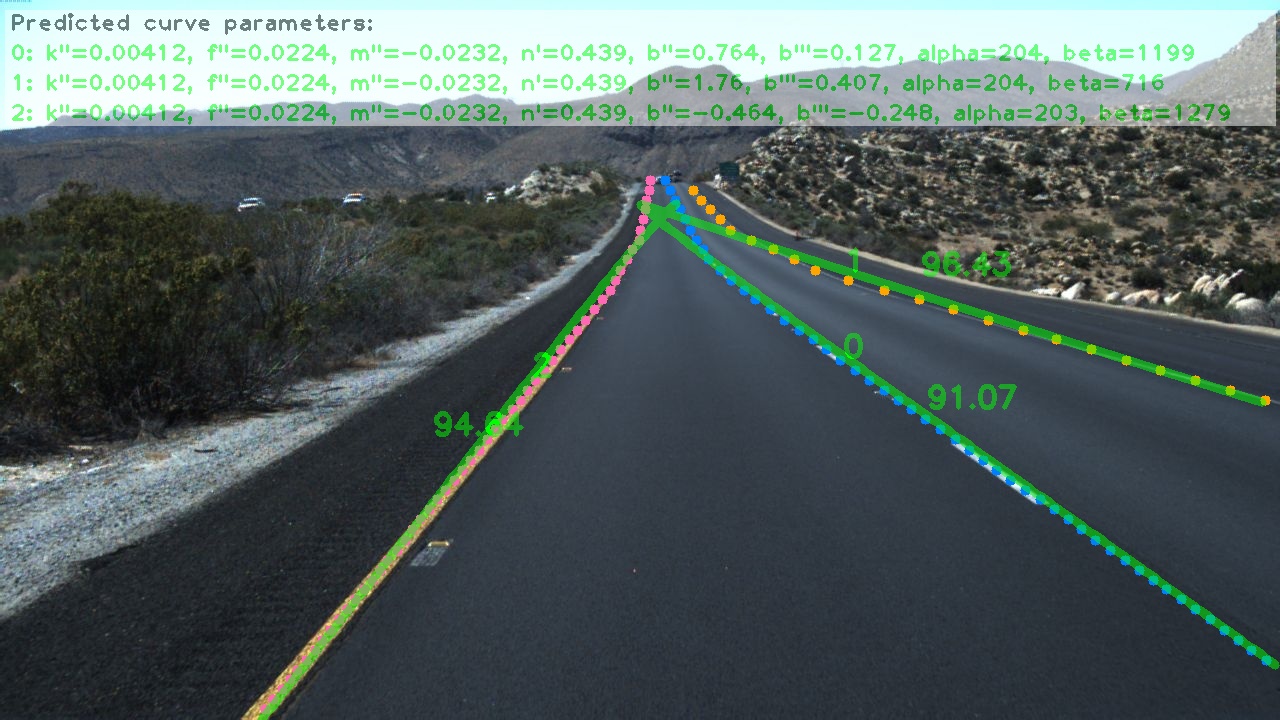 Predicted curve parameters:
0: k''=0.00412, f''=0.0224, m''=-0.0232, n'=0.439, b''=0.764, b'''=0.127, alpha=204, beta=1199
1: k''=0.00412, f''=0.0224, m''=-0.0232, n'=0.439, b''=1.76, b'''=0.407, alpha=204, beta=716
2: k''=0.00412, f''=0.0224, m''=-0.0232, n'=0.439, b''=-0.464, b'''=-0.248, alpha=203, beta=1279
1 98.43
0
2
91.07
94.64